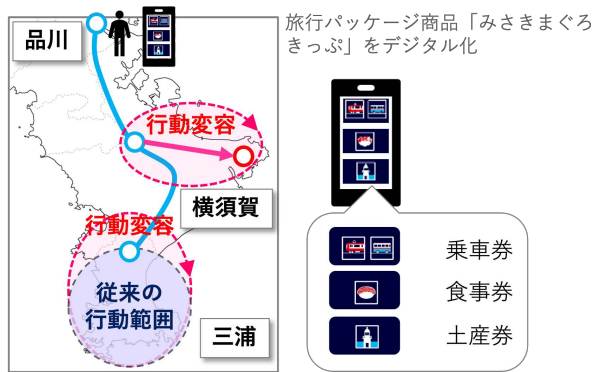 品川
旅行パッケージ商品「みさきまぐろ
きっぷ」をデジタル化
行動変容
横須賀
行動変容
従来の
行動範囲
三浦
乗車券
食事券
土産券